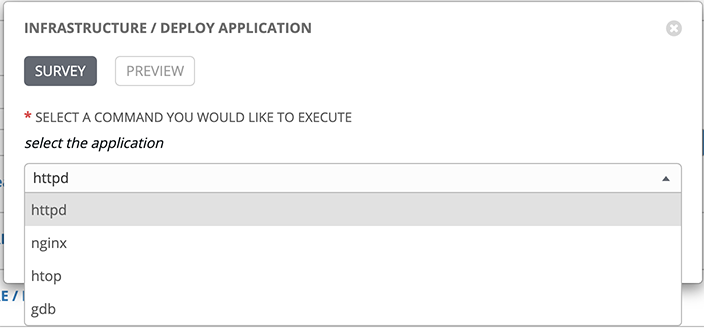 INFRASTRUCTURE / DEPLOY APPLICATION
SURVEY PREVIEW
* SELECT A COMMAND YOU WOULD LIKE TO EXECUTE
select the application
httpd
httpd
nginx
htop
gdb
E /